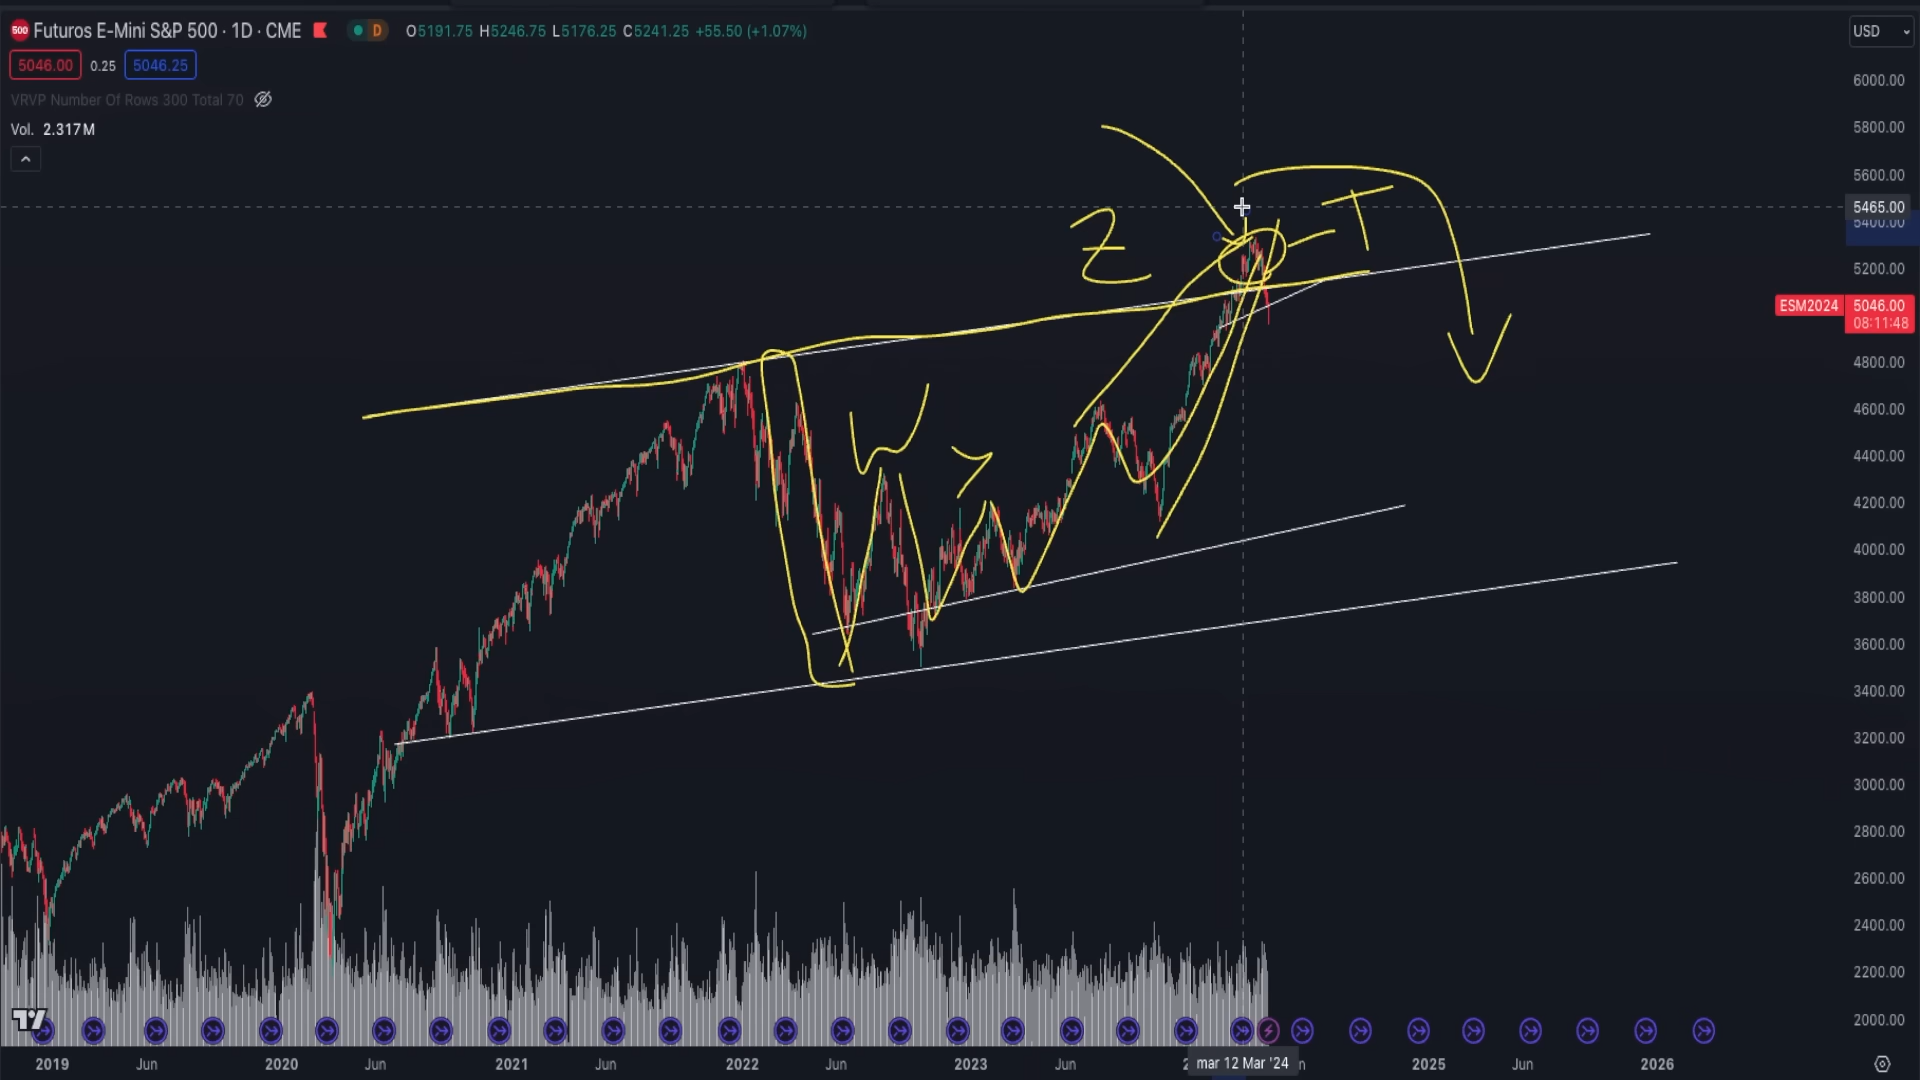 500 Futuros E-Mini S&P 500 · 1D · CME D O5191.75 H5246.75 L5176.25 C5241.25 +55.50 (+1.07%)
USD
5046.00 0.25 5046.25
VRVP Number Of Rows 300 Total 70
Vol. 2.317M
6000.00
5800.00
5600.00
5465.00
5400.00
5200.00
ESM2024 5046.00
08:11:48
4800.00
4600.00
4400.00
4200.00
4000.00
3800.00
3600.00
3400.00
3200.00
3000.00
2800.00
2600.00
2400.00
2200.00
2000.00
Z
T
W
2019 Jun 2020 Jun 2021 Jun 2022 Jun 2023 Jun mar 12 Mar '24 2025 Jun 2026